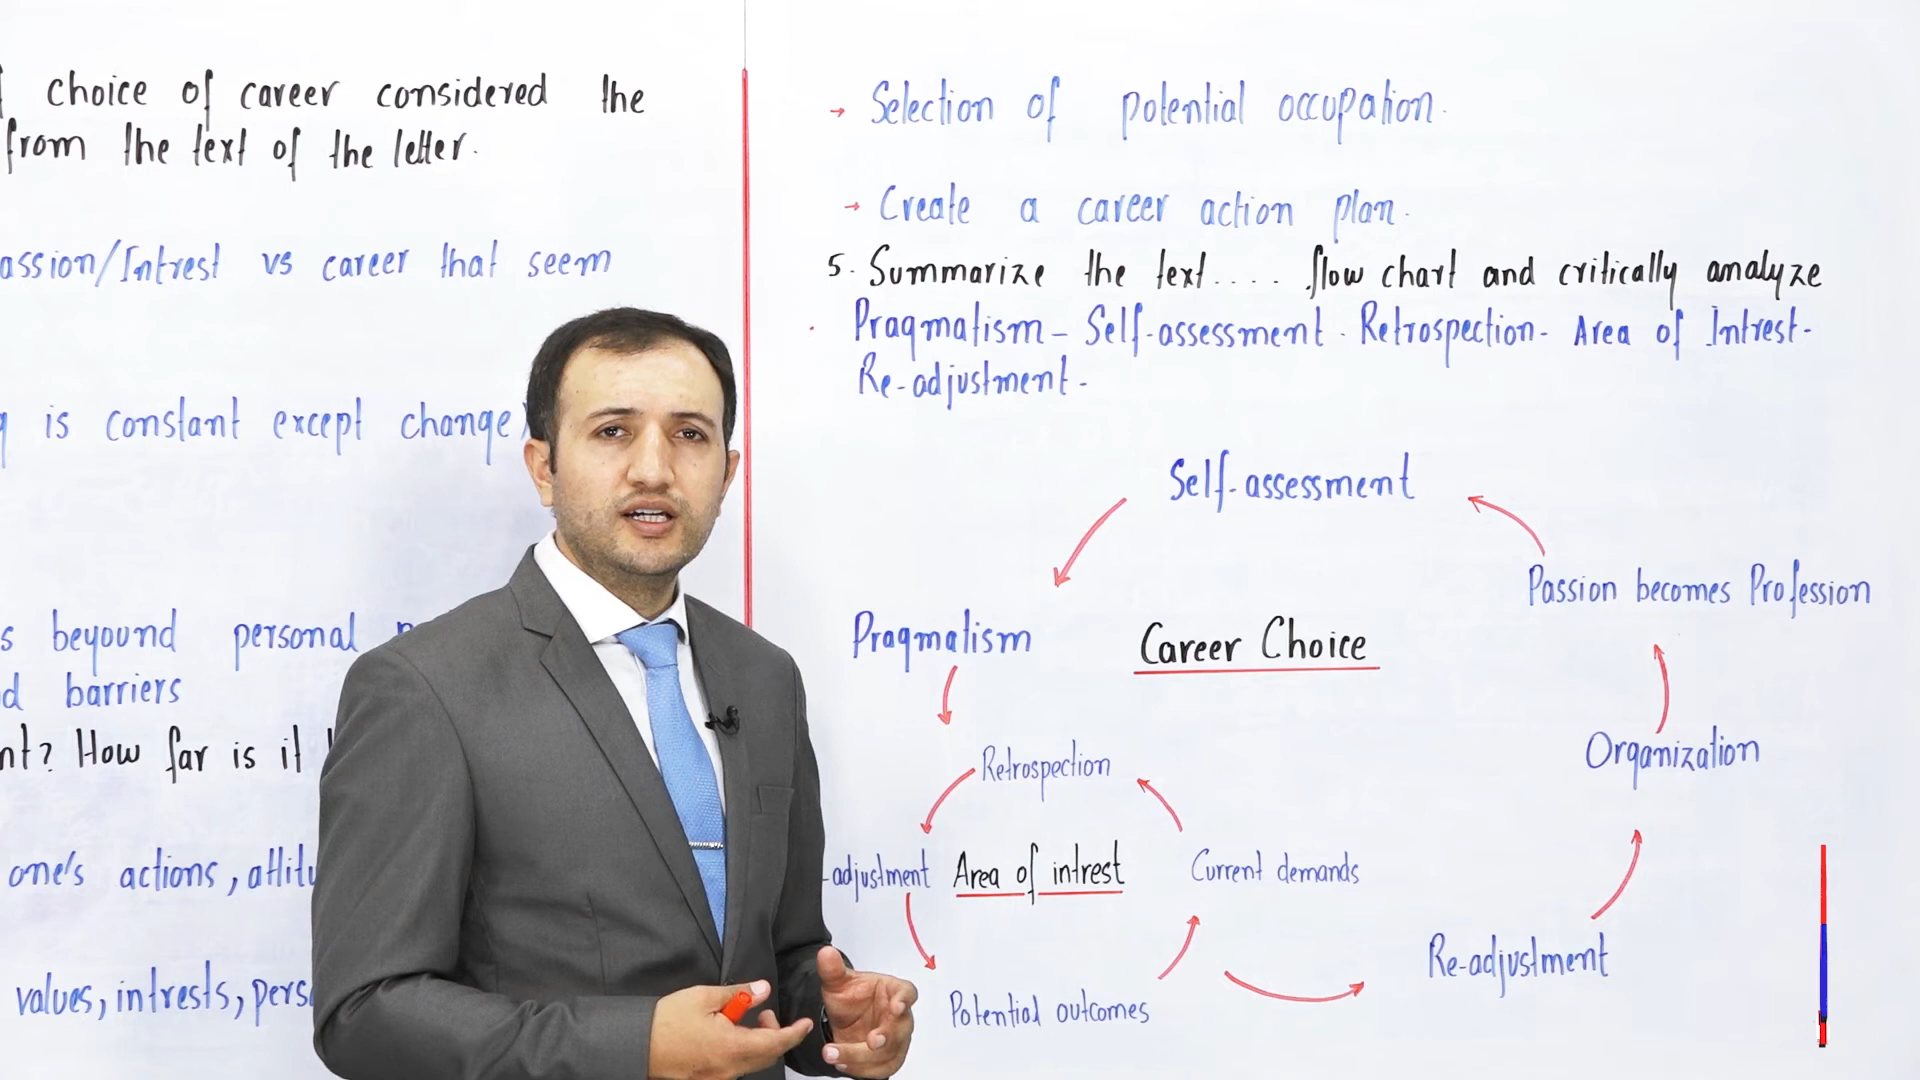 choice of career considered the
from the text of the letter.
assion/Intrest vs career that seem
is constant except change)
s beyound personal
d barriers
nt? How far is it
one's actions, attitu
values, intrests, pers
→ Selection of potential occupation.
→ Create a career action plan.
5. Summarize the text.... flow chart and critically analyze
Pragmatism - Self-assessment - Retrospection - Area of Intrest -
Re-adjustment -
Self-assessment
Passion becomes Profession
Pragmatism
Career Choice
Organization
Retrospection
-adjustment
Area of intrest
Current demands
Re-adjustment
Potential outcomes